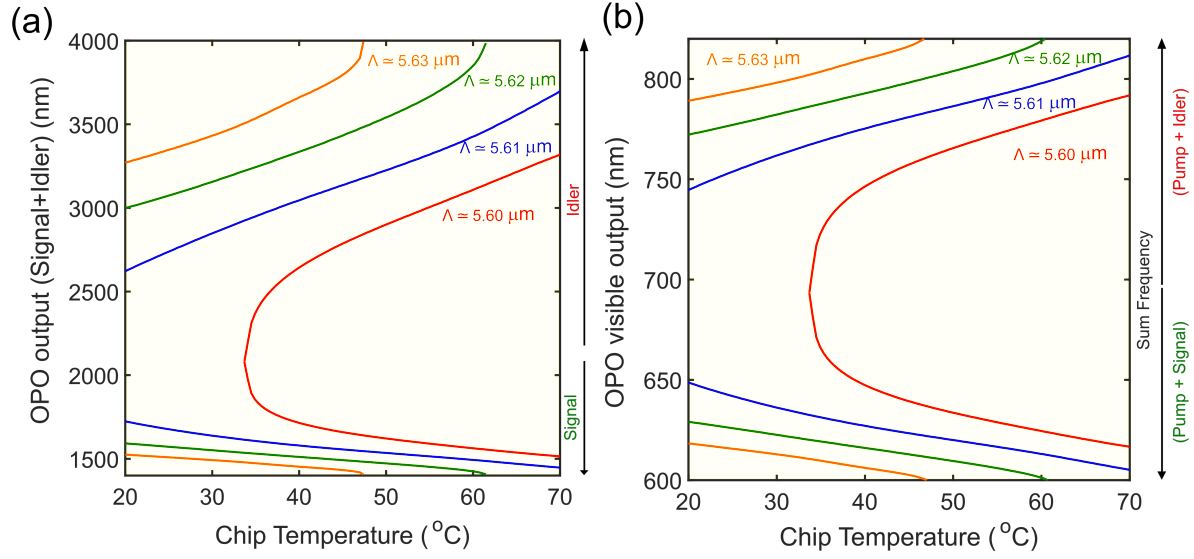 (a)
OPO output (Signal+Idler) (nm)
4000
3500
3000
2500
2000
1500
20 30 40 50 60 70
Chip Temperature (°C)
Λ ≃ 5.63 μm
Λ ≃ 5.62 μm
Λ ≃ 5.61 μm
Λ ≃ 5.60 μm
Idler
Signal
(b)
OPO visible output (nm)
800
750
700
650
600
20 30 40 50 60 70
Chip Temperature (°C)
Λ ≃ 5.63 μm
Λ ≃ 5.62 μm
Λ ≃ 5.61 μm
Λ ≃ 5.60 μm
Sum Frequency
(Pump + Idler)
(Pump + Signal)